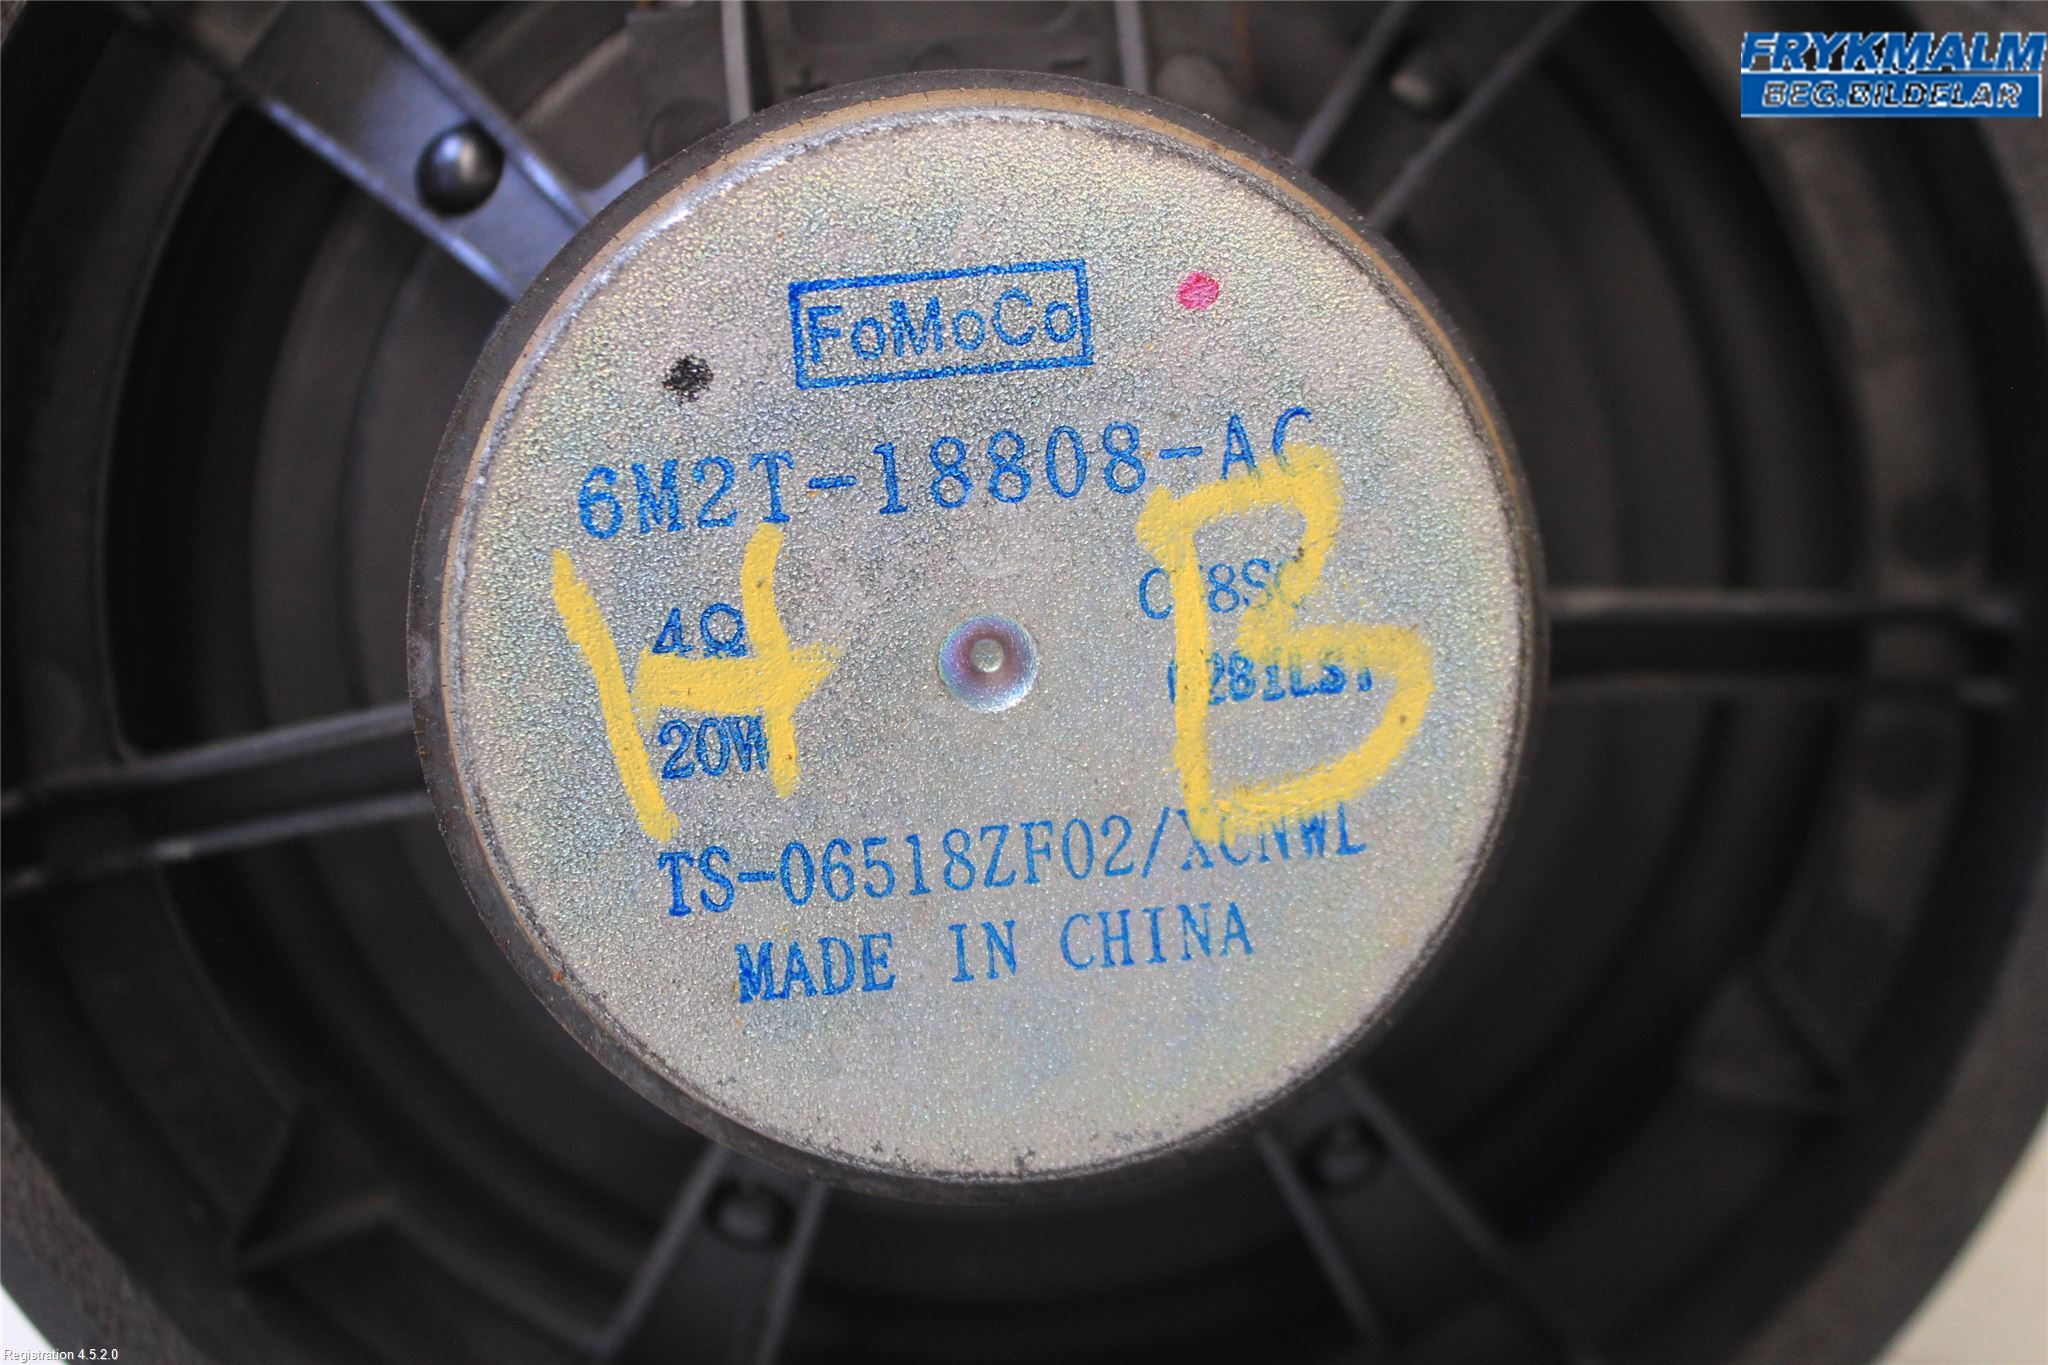 FRYKMALM
BEG.BILDELAR
FoMoCo
6M2T-18808-AC
H B
4Ω
20W
TS-06518ZF02/XCNWL
MADE IN CHINA
Registration 4.5.2.0